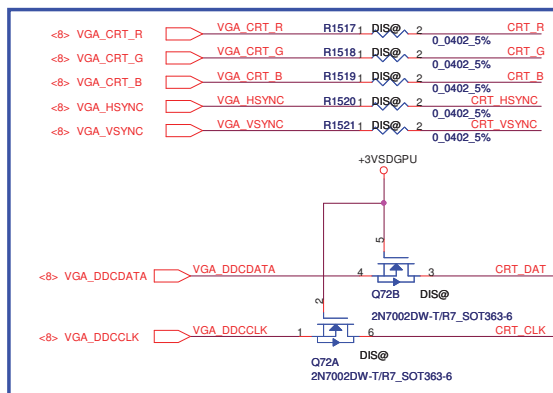 <8> VGA_CRT_R VGA_CRT_R R1517 1 DIS@ 2 CRT_R
0_0402_5%
<8> VGA_CRT_G VGA_CRT_G R1518 1 DIS@ 2 CRT_G
0_0402_5%
<8> VGA_CRT_B VGA_CRT_B R1519 1 DIS@ 2 CRT_B
0_0402_5%
<8> VGA_HSYNC VGA_HSYNC R1520 1 DIS@ 2 CRT_HSYNC
0_0402_5%
<8> VGA_VSYNC VGA_VSYNC R1521 1 DIS@ 2 CRT_VSYNC
0_0402_5%
+3VSDGPU
5
<8> VGA_DDCDATA VGA_DDCDATA 4 3 CRT_DAT
Q72B DIS@
2
2N7002DW-T/R7_SOT363-6
<8> VGA_DDCCLK VGA_DDCCLK 1 6 CRT_CLK
Q72A DIS@
2N7002DW-T/R7_SOT363-6